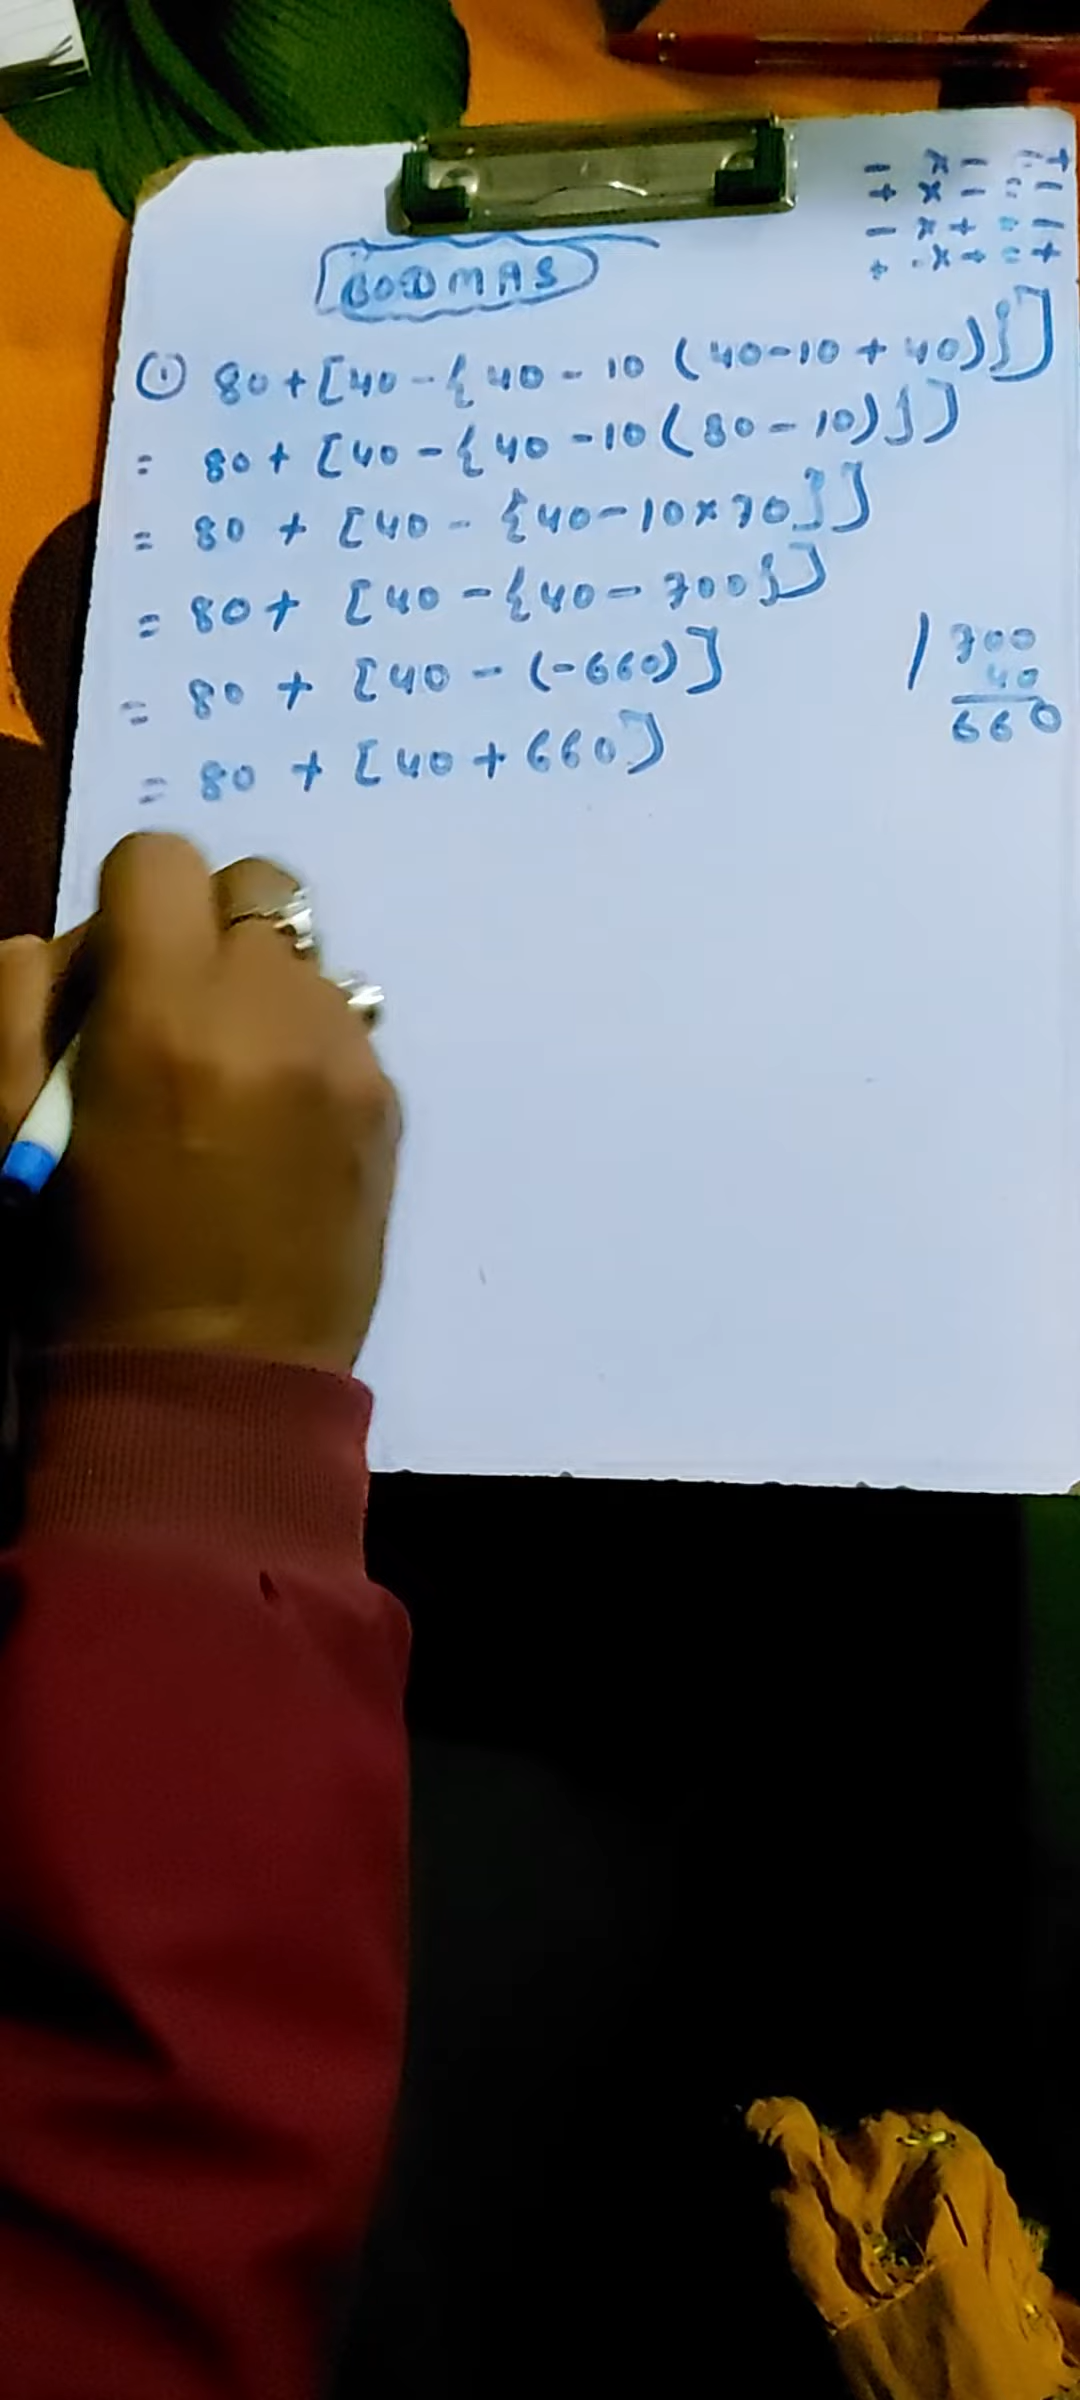 - x - = +
+ x - = -
- x + = -
+ x + = +
BODMAS
① 80+[40-{40-10(40-10+40)}]
= 80+[40-{40-10(80-10)}]
= 80+[40-{40-10×70}]
= 80+[40-{40-700}]
= 80+[40-(-660)]
= 80+[40+660]
700
40
660